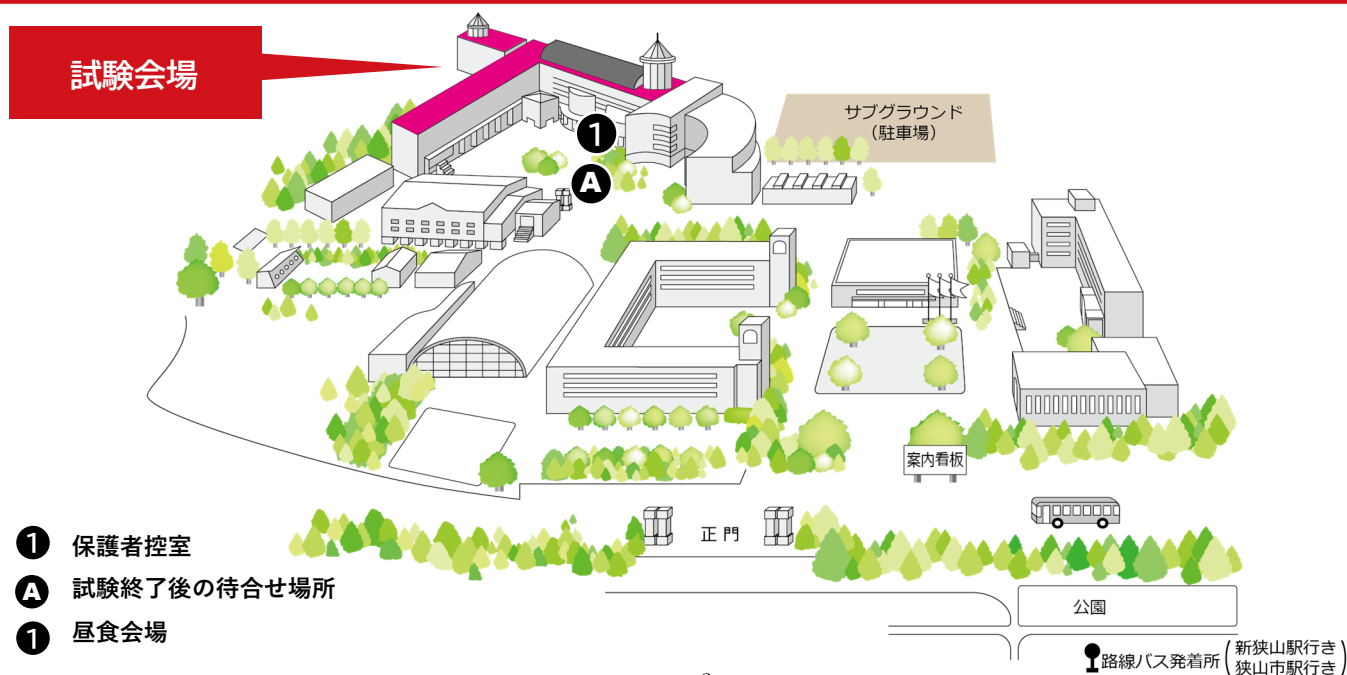 試験会場
サブグラウンド
（駐車場）
1
A
案内看板
正門
1 保護者控室
A 試験終了後の待合せ場所
1 昼食会場
公園
路線バス発着所（新狭山駅行き
狭山市駅行き）